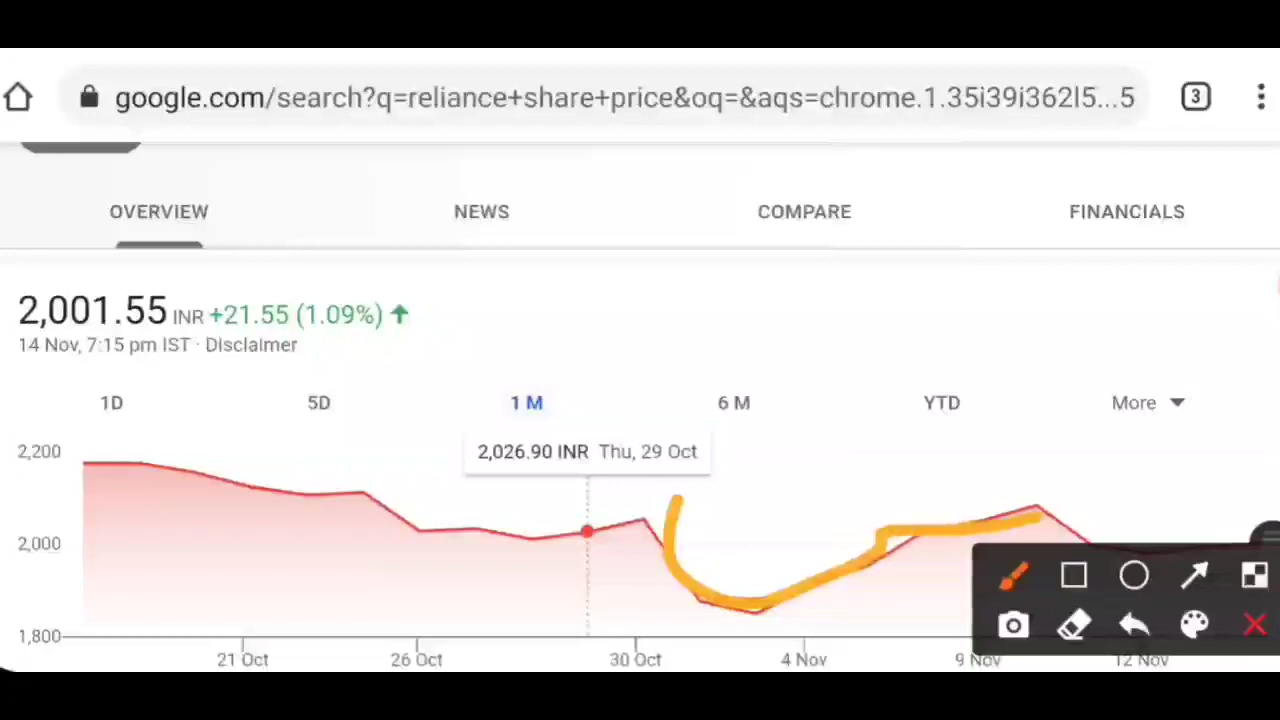 google.com/search?q=reliance+share+price&oq=&aqs=chrome.1.35i39i362l5...5 3
OVERVIEW NEWS COMPARE FINANCIALS
2,001.55 INR +21.55 (1.09%) ↑
14 Nov, 7:15 pm IST · Disclaimer
1D 5D 1 M 6 M YTD More
2,200
2,026.90 INR Thu, 29 Oct
2,000
1,800
21 Oct 26 Oct 30 Oct 4 Nov 9 Nov 12 Nov